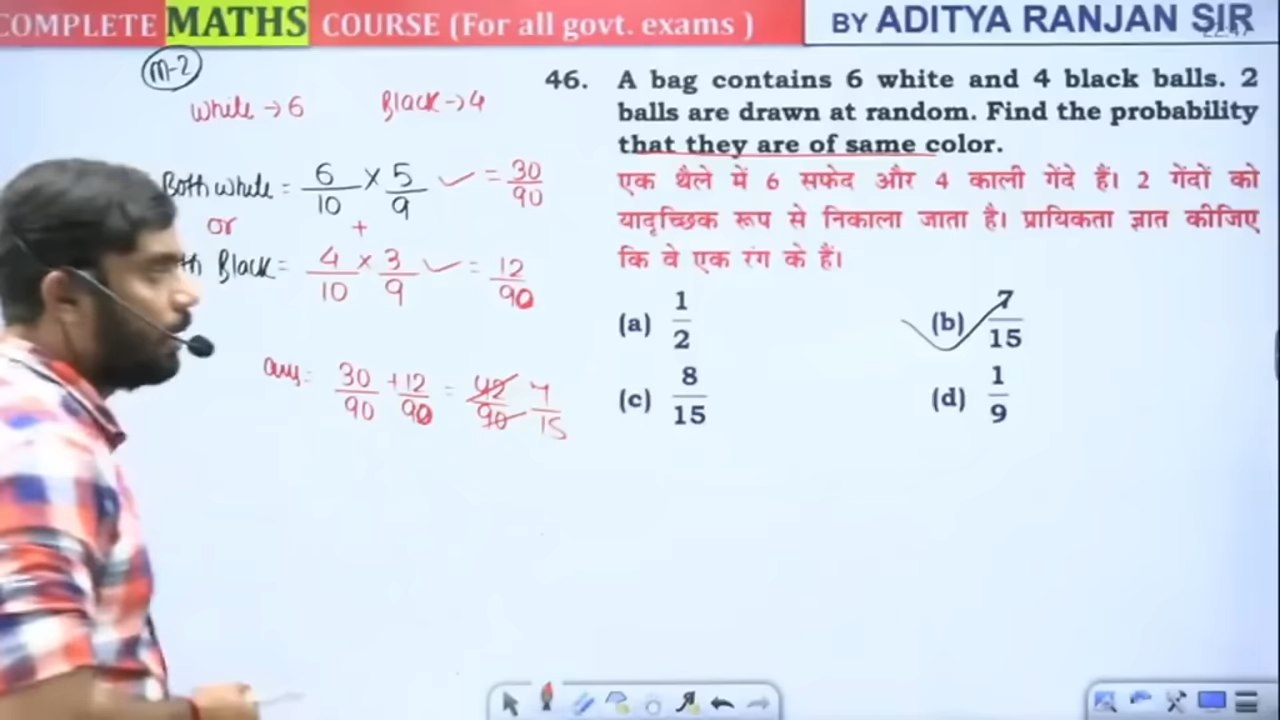 COMPLETE MATHS COURSE (For all govt. exams )
BY ADITYA RANJAN SIR
M-2
White → 6 Black → 4
Both White = 6/10 × 5/9 = 30/90
or +
th Black = 4/10 × 3/9 = 12/90
Ans = 30/90 + 12/90 = 42/90 7/15
46. A bag contains 6 white and 4 black balls. 2
balls are drawn at random. Find the probability
that they are of same color.
एक थैले में 6 सफेद और 4 काली गेंदे हैं। 2 गेंदों को
यादृच्छिक रूप से निकाला जाता है। प्रायिकता ज्ञात कीजिए
कि वे एक रंग के हैं।
(a) 1/2 (b) 7/15
(c) 8/15 (d) 1/9